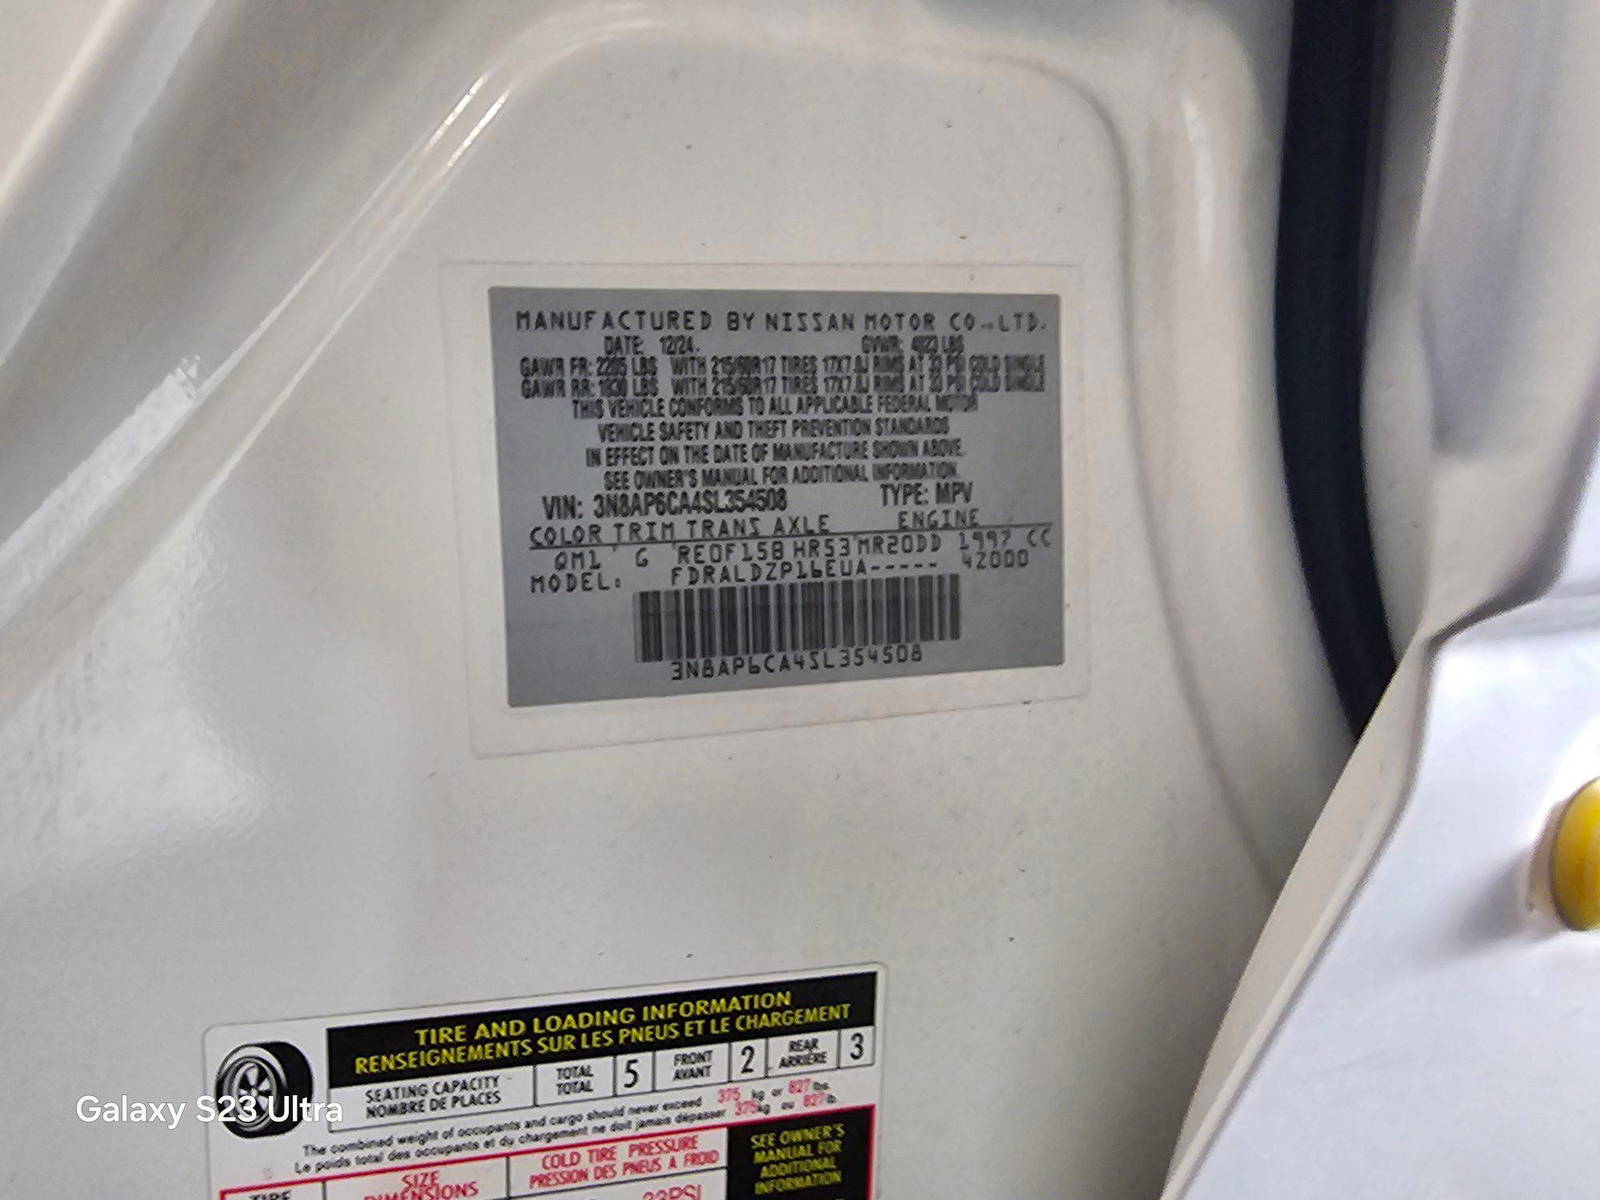 MANUFACTURED BY NISSAN MOTOR CO.,LTD.
DATE: 12/24. GVWR: 4023 LBS
GAWR FR: 2205 LBS WITH 215/60R17 TIRES 17X7.0J RIMS AT 33 PSI COLD SINGLE
GAWR RR: 1830 LBS WITH 215/60R17 TIRES 17X7.0J RIMS AT 33 PSI COLD SINGLE
THIS VEHICLE CONFORMS TO ALL APPLICABLE FEDERAL MOTOR
VEHICLE SAFETY AND THEFT PREVENTION STANDARDS
IN EFFECT ON THE DATE OF MANUFACTURE SHOWN ABOVE.
SEE OWNER'S MANUAL FOR ADDITIONAL INFORMATION.
VIN: 3N8AP6CA4SL354508 TYPE: MPV
COLOR TRIM TRANS AXLE ENGINE
QM1 G RE0F15B HR53 MR20DD 1997 CC
MODEL: FDRALDZP16EUA----- 42000
3N8AP6CA4SL354508
TIRE AND LOADING INFORMATION
RENSEIGNEMENTS SUR LES PNEUS ET LE CHARGEMENT
SEATING CAPACITY TOTAL 5 FRONT 2 REAR 3
NOMBRE DE PLACES TOTAL AVANT ARRIÈRE
The combined weight of occupants and cargo should never exceed 375 kg or 827 lbs.
Le poids total des occupants et du chargement ne doit jamais dépasser 375kg ou 827lb.
TIRE SIZE COLD TIRE PRESSURE SEE OWNER'S
DIMENSIONS PRESSION DES PNEUS A FROID MANUAL FOR
ADDITIONAL
33PSI INFORMATION
Galaxy S23 Ultra